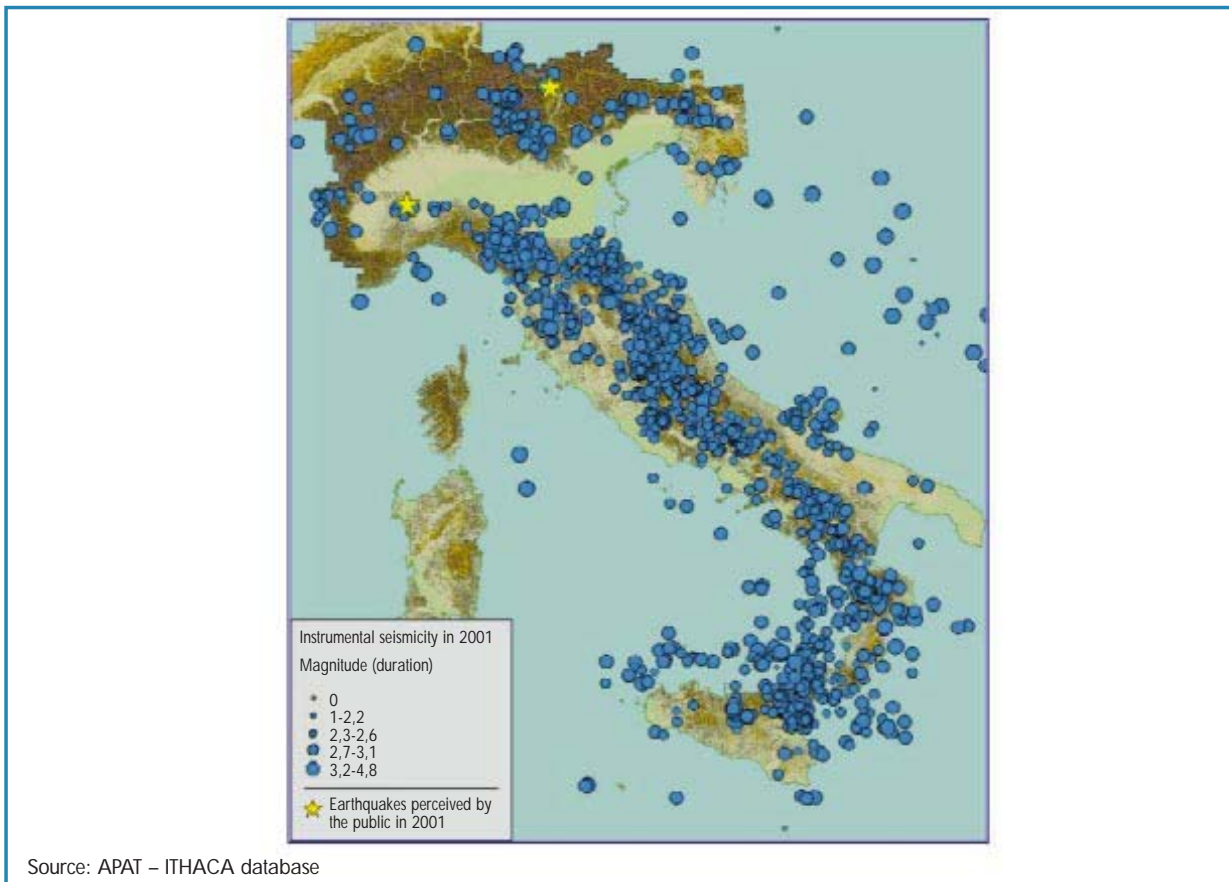 Instrumental seismicity in 2001
Magnitude (duration)
0
1-2,2
2,3-2,6
2,7-3,1
3,2-4,8
Earthquakes perceived by
the public in 2001
Source: APAT – ITHACA database